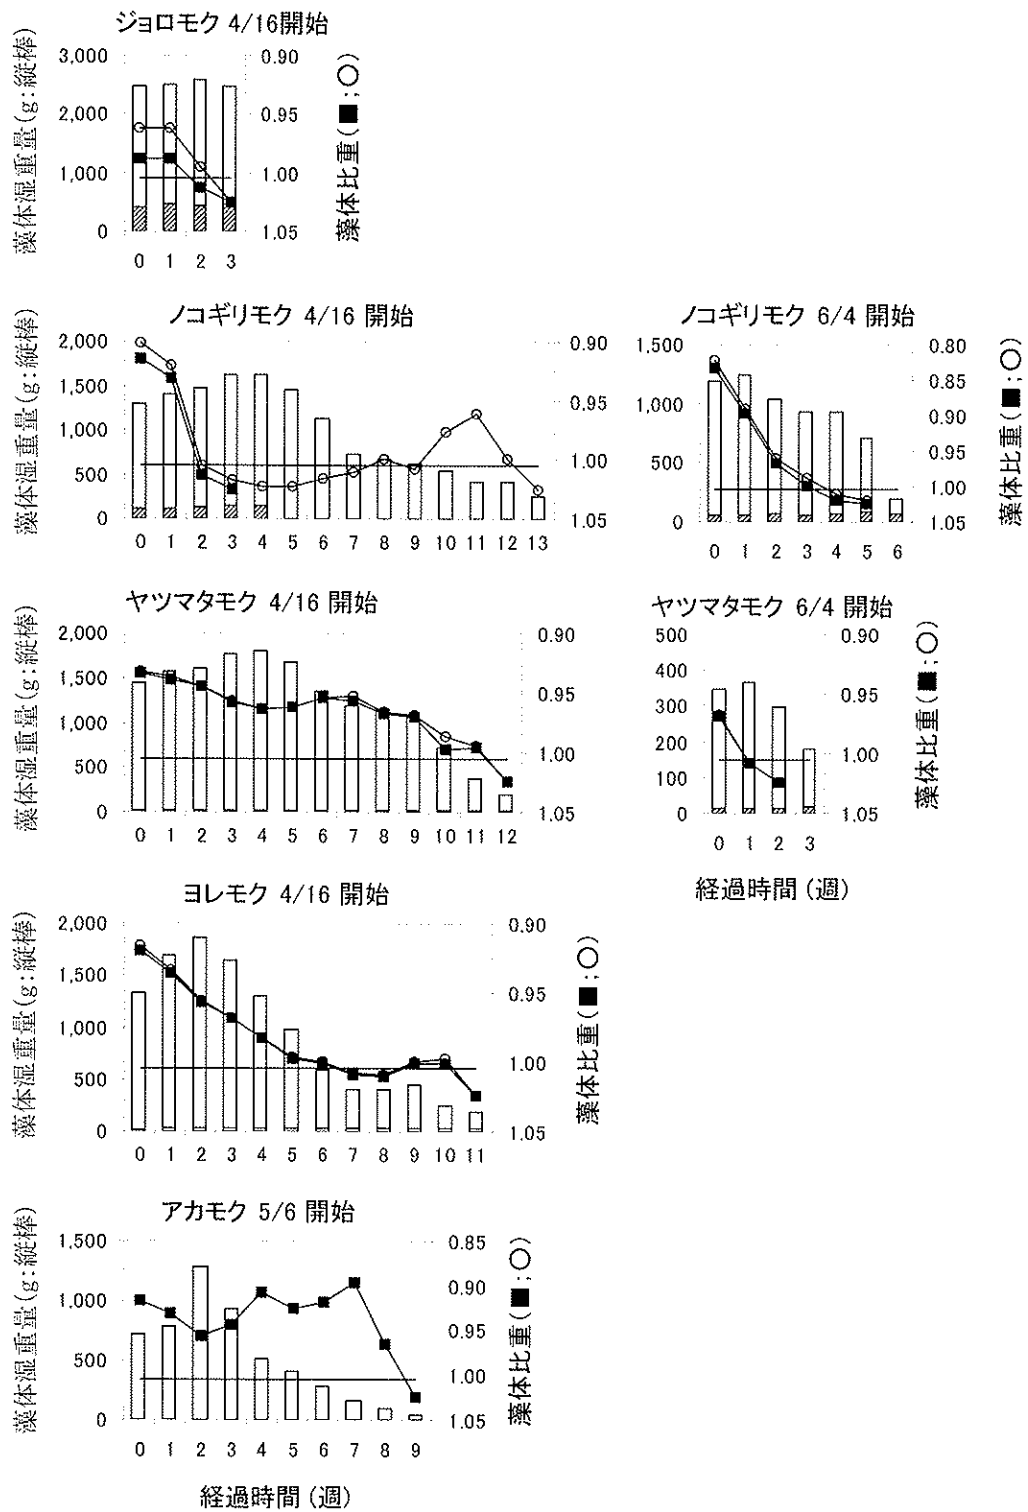 ジョロモク 4/16開始
藻体湿重量(g:縦棒)
3,000
2,000
1,000
0
0.90
0.95
1.00
1.05
藻体比重(■;○)
0 1 2 3
ノコギリモク 4/16 開始
藻体湿重量(g:縦棒)
2,000
1,500
1,000
500
0
0.90
0.95
1.00
1.05
0 1 2 3 4 5 6 7 8 9 10 11 12 13
ノコギリモク 6/4 開始
1,500
1,000
500
0
0.80
0.85
0.90
0.95
1.00
1.05
藻体比重(■;○)
0 1 2 3 4 5 6
ヤツマタモク 4/16 開始
藻体湿重量(g:縦棒)
2,000
1,500
1,000
500
0
0.90
0.95
1.00
1.05
0 1 2 3 4 5 6 7 8 9 10 11 12
ヤツマタモク 6/4 開始
500
400
300
200
100
0
0.90
0.95
1.00
1.05
藻体比重(■;○)
0 1 2 3
経過時間 (週)
ヨレモク 4/16 開始
藻体湿重量(g:縦棒)
2,000
1,500
1,000
500
0
0.90
0.95
1.00
1.05
藻体比重(■;○)
0 1 2 3 4 5 6 7 8 9 10 11
アカモク 5/6 開始
藻体湿重量(g:縦棒)
1,500
1,000
500
0
0.85
0.90
0.95
1.00
1.05
藻体比重(■;○)
0 1 2 3 4 5 6 7 8 9
経過時間 (週)